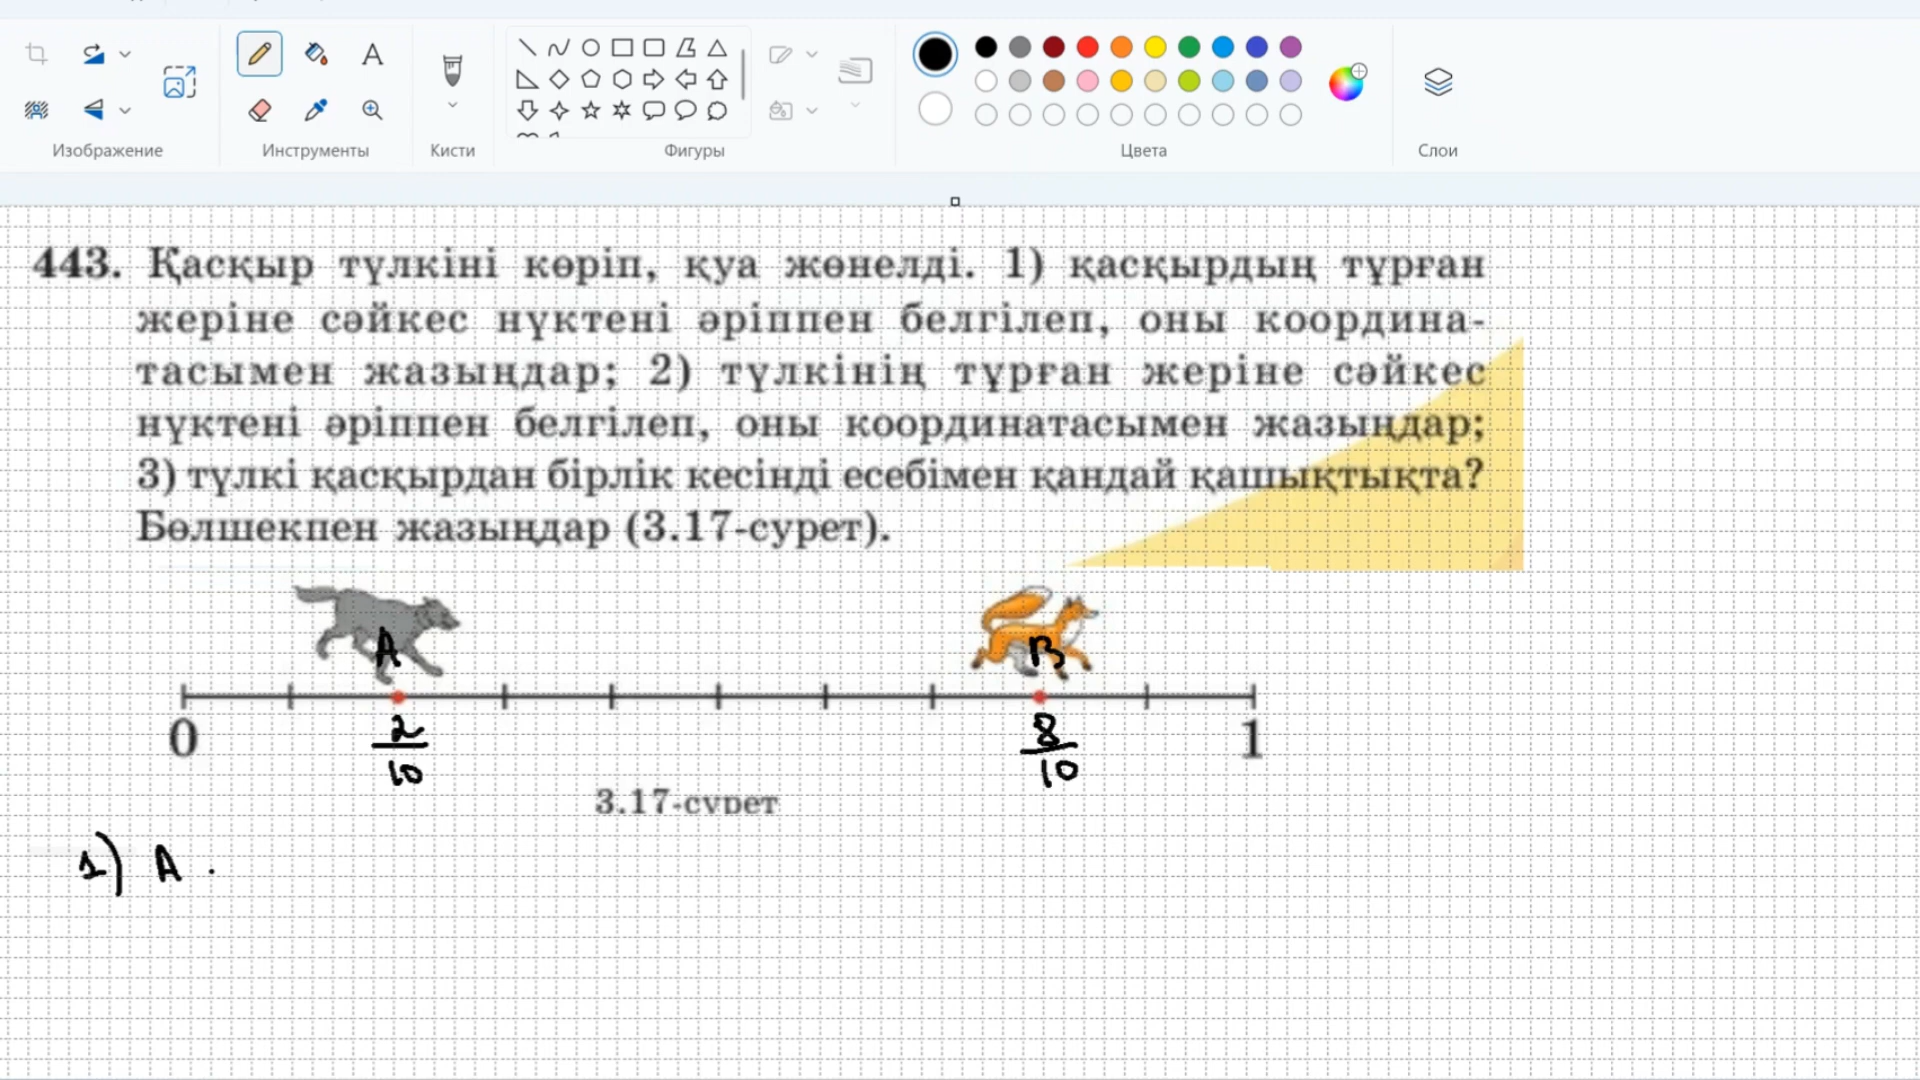 A
Изображение
Инструменты
Кисти
Фигуры
Цвета
Слои
443. Қасқыр түлкіні көріп, қуа жөнелді. 1) қасқырдың тұрған
жеріне сәйкес нүктені әріппен белгілеп, оны координа-
тасымен жазыңдар; 2) түлкінің тұрған жеріне сәйкес
нүктені әріппен белгілеп, оны координатасымен жазыңдар;
3) түлкі қасқырдан бірлік кесінді есебімен қандай қашықтықта?
Бөлшекпен жазыңдар (3.17-сурет).
A B
0 2/10 8/10 1
3.17-сурет
1) A .